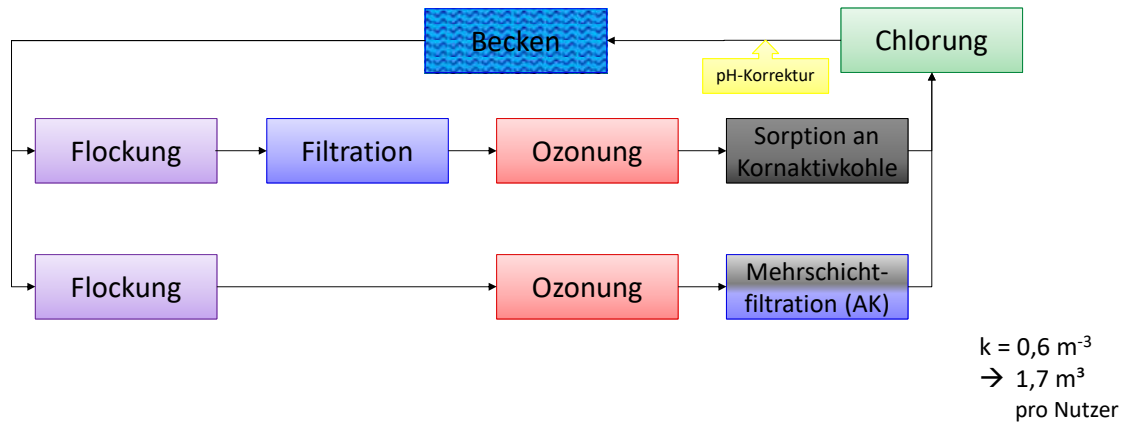 Becken
Chlorung
pH-Korrektur
Flockung
Filtration
Ozonung
Sorption an
Kornaktivkohle
Flockung
Ozonung
Mehrschicht-
filtration (AK)
k = 0,6 m⁻³
→ 1,7 m³
pro Nutzer